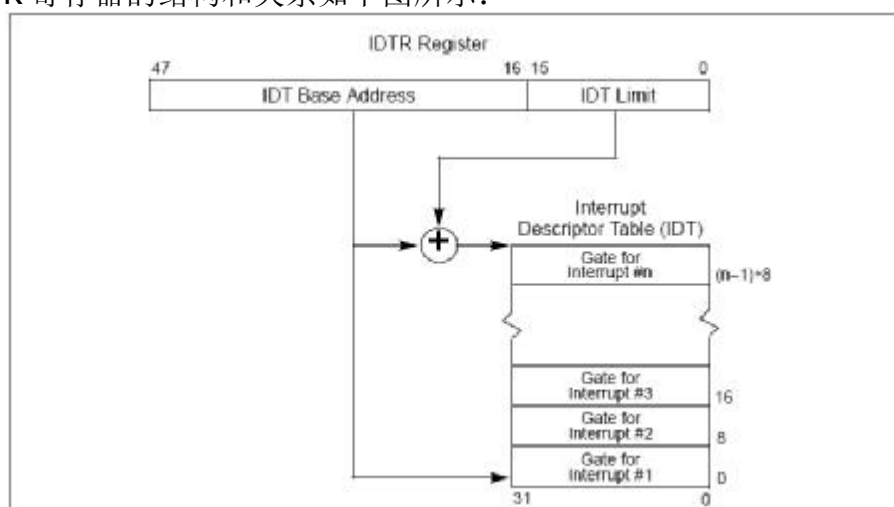 IDTR Register
47 16 15 0
IDT Base Address IDT Limit
+
Interrupt
Descriptor Table (IDT)
Gate for
Interrupt #n
(n−1)*8
Gate for
Interrupt #3
16
Gate for
Interrupt #2
8
Gate for
Interrupt #1
0
31 0